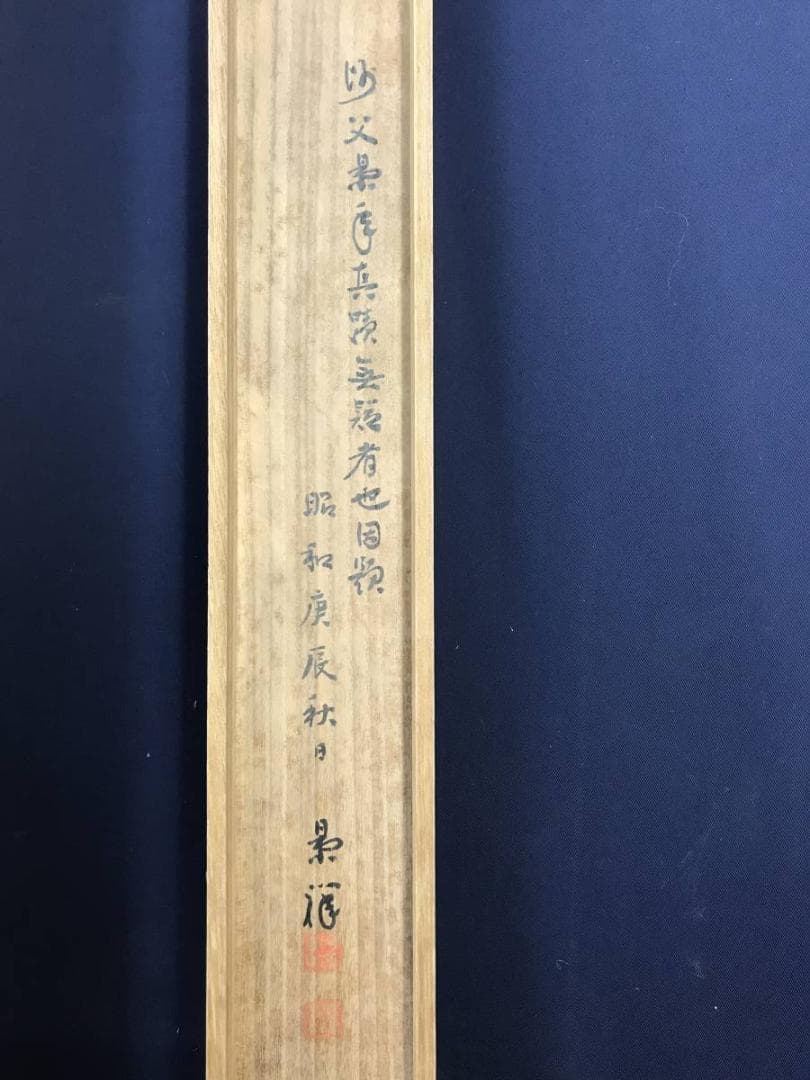 師父景年真蹟無疑者也因題
昭和庚辰秋日 景祥